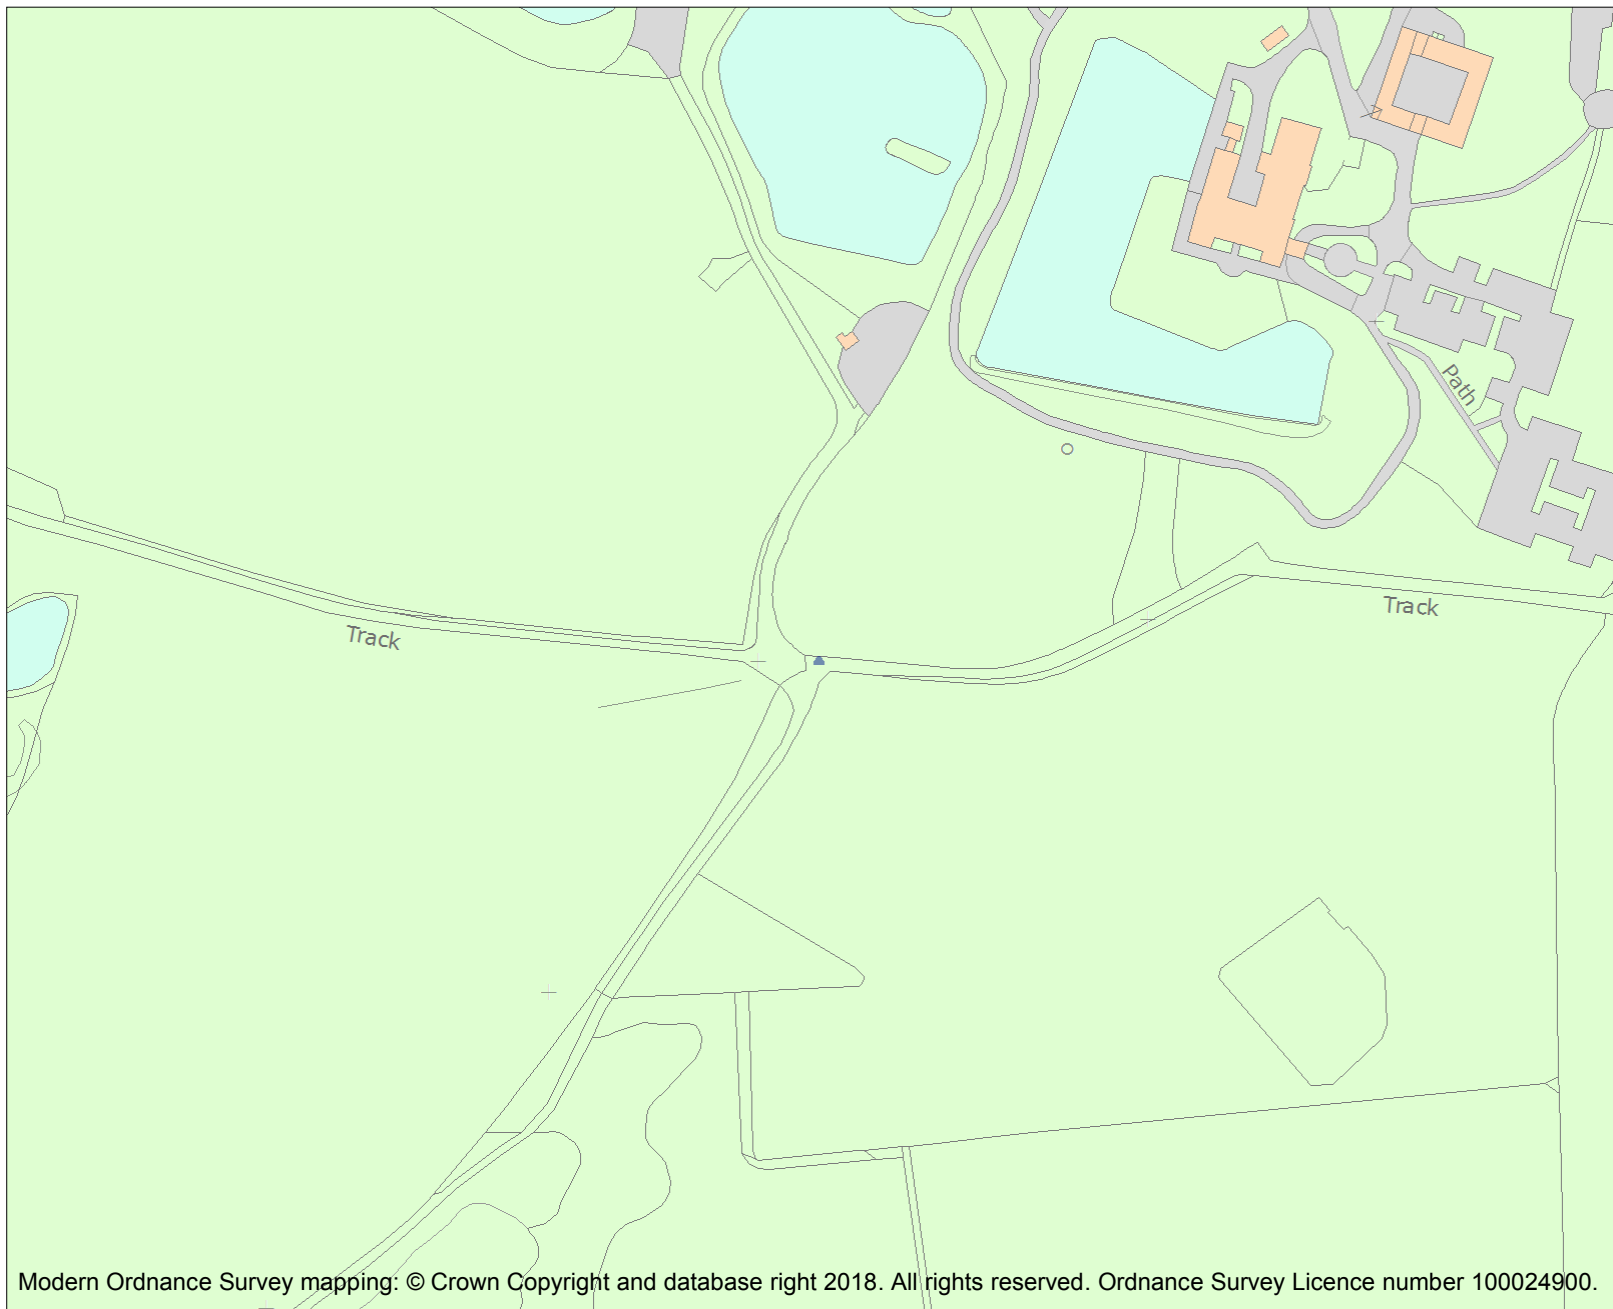 Path
Track
Track
Modern Ordnance Survey mapping: © Crown Copyright and database right 2018. All rights reserved. Ordnance Survey Licence number 100024900.